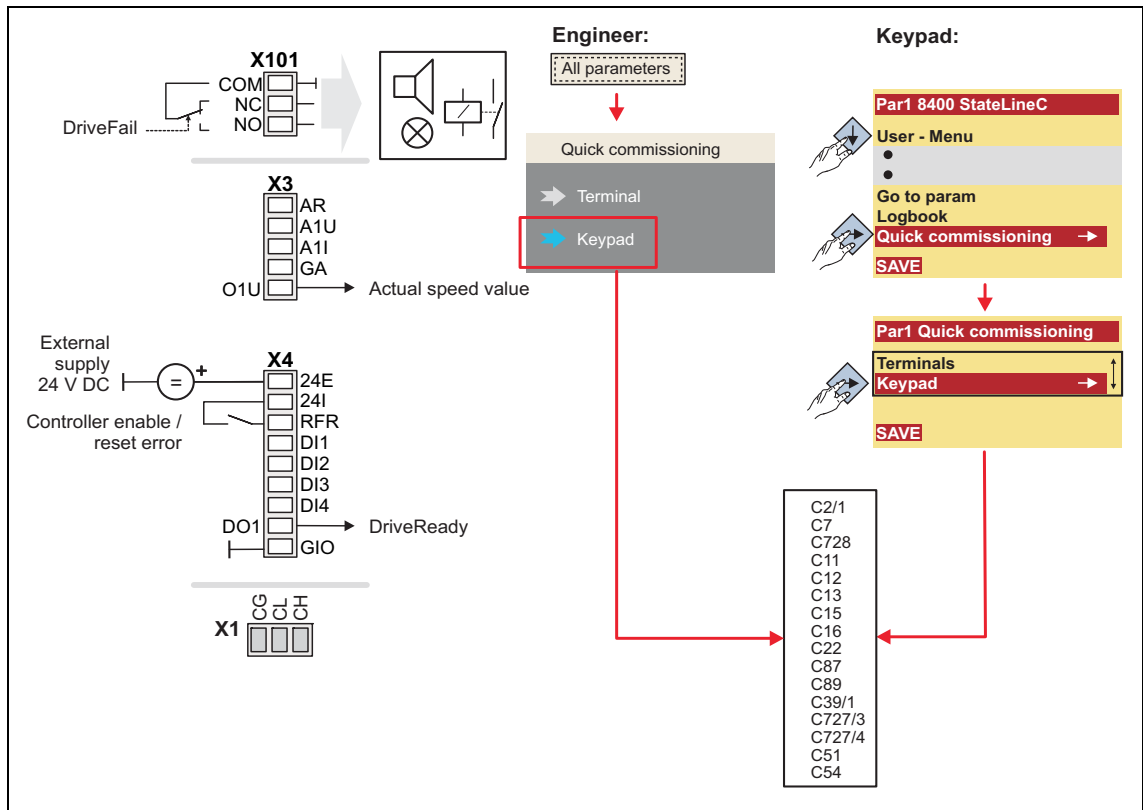 X101
COM
NC
NO
DriveFail
X3
AR
A1U
A1I
GA
O1U
Actual speed value
External
supply
24 V DC
=
+
X4
24E
24I
RFR
Controller enable /
reset error
DI1
DI2
DI3
DI4
DO1
DriveReady
GIO
X1
CG
CL
CH
Engineer:
All parameters
Quick commissioning
Terminal
Keypad
Keypad:
Par1 8400 StateLineC
User - Menu
Go to param
Logbook
Quick commissioning
SAVE
Par1 Quick commissioning
Terminals
Keypad
SAVE
C2/1
C7
C728
C11
C12
C13
C15
C16
C22
C87
C89
C39/1
C727/3
C727/4
C51
C54